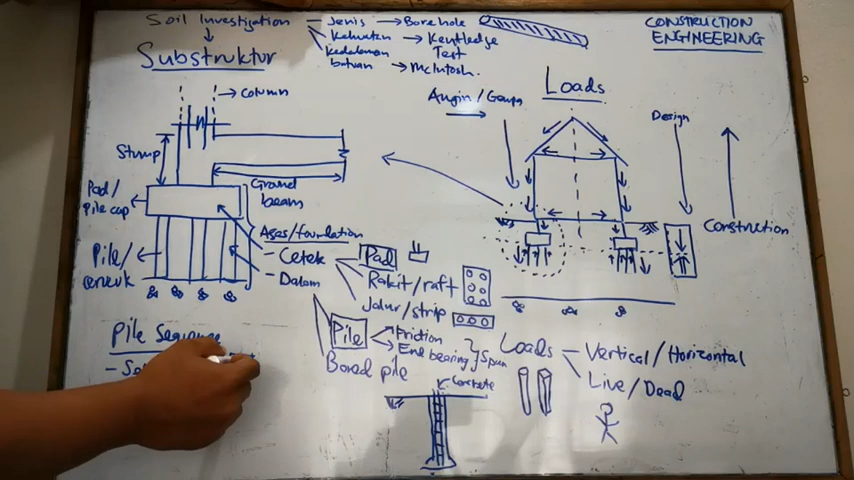 Soil Investigation
- Jenis → Borehole
Kekuatan → Kentledge Test
Kedalaman batuan → McIntosh.
CONSTRUCTION
ENGINEERING
Substruktur
→ Column
Stump
Ground
beam
Pad/
Pile cap
Pile/
cerucuk
Asas/foundation
- Cetek
- Dalam
Pad
Rakit/raft
Jalur/strip
Pile
Friction
End bearing
Spun
Bored pile
Concrete
Pile Sequence
Loads
Angin/
Design
Construction
Loads
Vertical/Horizontal
Live/Dead